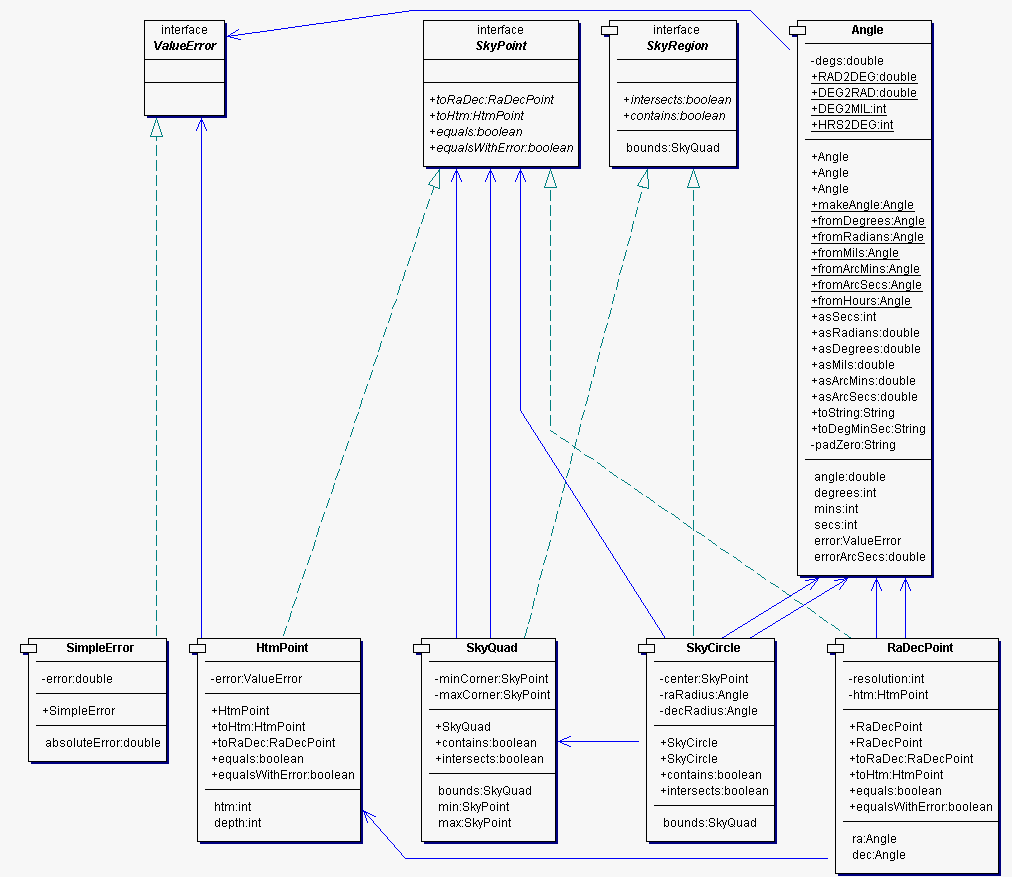 interface
ValueError
interface
SkyPoint
+toRaDec:RaDecPoint
+toHtm:HtmPoint
+equals:boolean
+equalsWithError:boolean
interface
SkyRegion
+intersects:boolean
+contains:boolean
bounds:SkyQuad
Angle
-degs:double
+RAD2DEG:double
+DEG2RAD:double
+DEG2MIL:int
+HRS2DEG:int
+Angle
+Angle
+Angle
+makeAngle:Angle
+fromDegrees:Angle
+fromRadians:Angle
+fromMils:Angle
+fromArcMins:Angle
+fromArcSecs:Angle
+fromHours:Angle
+asSecs:int
+asRadians:double
+asDegrees:double
+asMils:double
+asArcMins:double
+asArcSecs:double
+toString:String
+toDegMinSec:String
-padZero:String
angle:double
degrees:int
mins:int
secs:int
error:ValueError
errorArcSecs:double
SimpleError
-error:double
+SimpleError
absoluteError:double
HtmPoint
-error:ValueError
+HtmPoint
+toHtm:HtmPoint
+toRaDec:RaDecPoint
+equals:boolean
+equalsWithError:boolean
htm:int
depth:int
SkyQuad
-minCorner:SkyPoint
-maxCorner:SkyPoint
+SkyQuad
+contains:boolean
+intersects:boolean
bounds:SkyQuad
min:SkyPoint
max:SkyPoint
SkyCircle
-center:SkyPoint
-raRadius:Angle
-decRadius:Angle
+SkyCircle
+SkyCircle
+contains:boolean
+intersects:boolean
bounds:SkyQuad
RaDecPoint
-resolution:int
-htm:HtmPoint
+RaDecPoint
+RaDecPoint
+toRaDec:RaDecPoint
+toHtm:HtmPoint
+equals:boolean
+equalsWithError:boolean
ra:Angle
dec:Angle